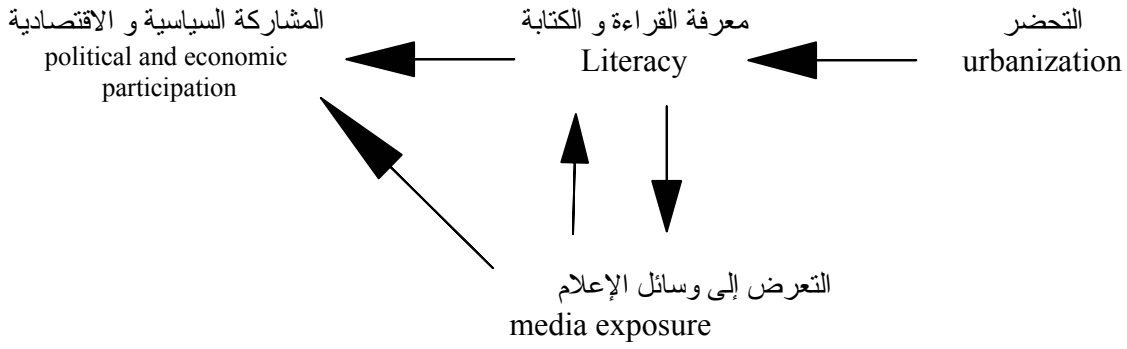 التحضر
urbanization
معرفة القراءة و الكتابة
Literacy
المشاركة السياسية و الاقتصادية
political and economic
participation
التعرض إلى وسائل الإعلام
media exposure